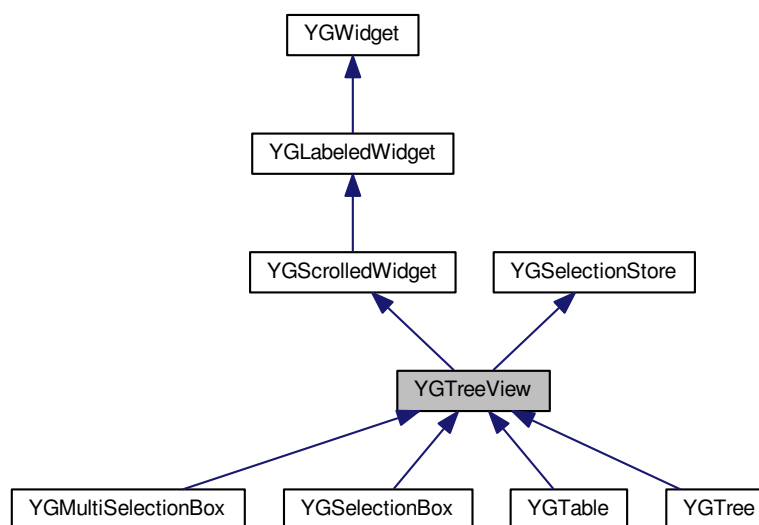 YGWidget
YGLabeledWidget
YGScrolledWidget
YGSelectionStore
YGTreeView
YGMultiSelectionBox
YGSelectionBox
YGTable
YGTree